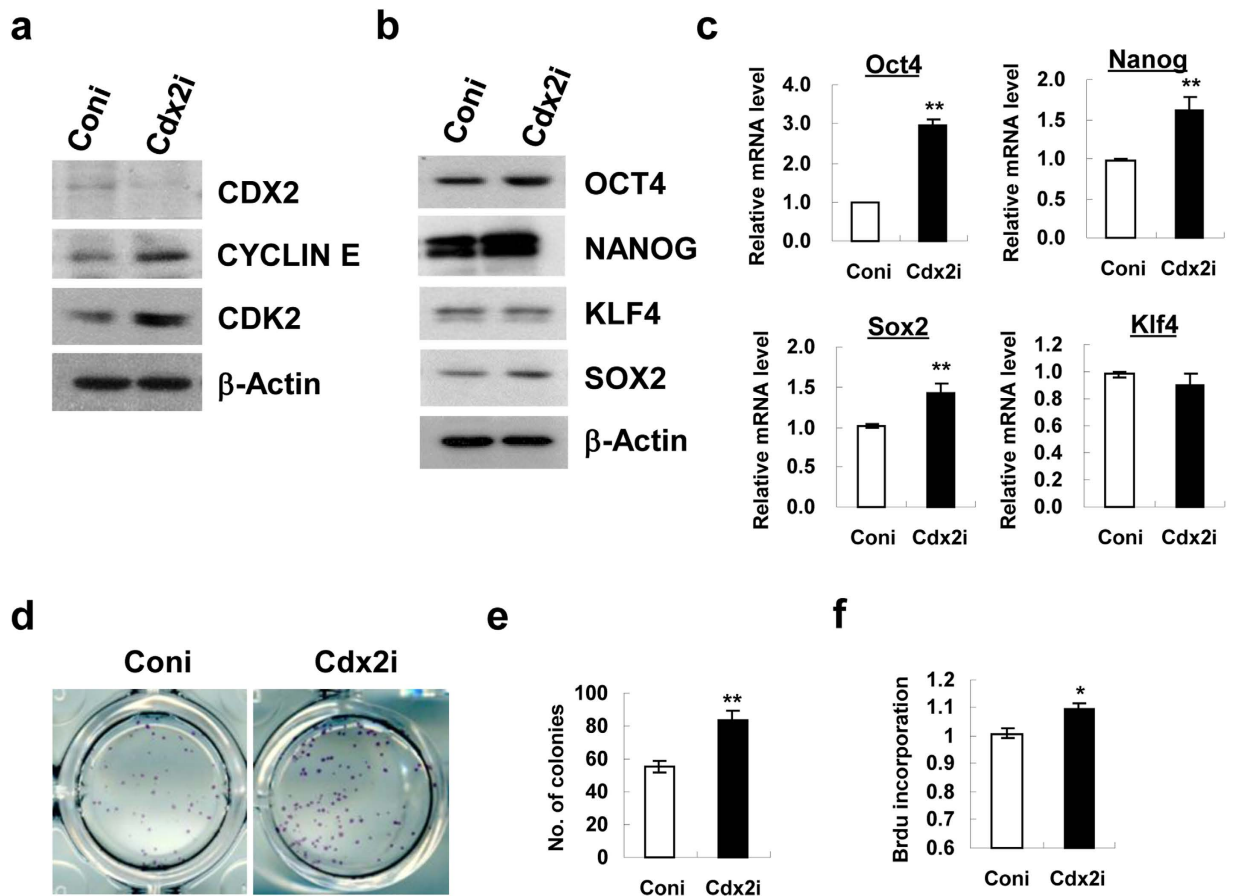 a
Coni Cdx2i
CDX2
CYCLIN E
CDK2
β-Actin
b
Coni Cdx2i
OCT4
NANOG
KLF4
SOX2
β-Actin
c
Oct4
Relative mRNA level
4.0
3.0
2.0
1.0
0.0
**
Coni Cdx2i
Nanog
Relative mRNA level
2.0
1.5
1.0
0.5
0.0
**
Coni Cdx2i
Sox2
Relative mRNA level
2.0
1.5
1.0
0.5
0.0
**
Coni Cdx2i
Klf4
Relative mRNA level
1.2
1.0
0.8
0.6
0.4
0.2
0.0
Coni Cdx2i
d
Coni Cdx2i
e
No. of colonies
100
80
60
40
20
0
**
Coni Cdx2i
f
Brdu incorporation
1.2
1.1
1
0.9
0.8
0.7
0.6
*
Coni Cdx2i